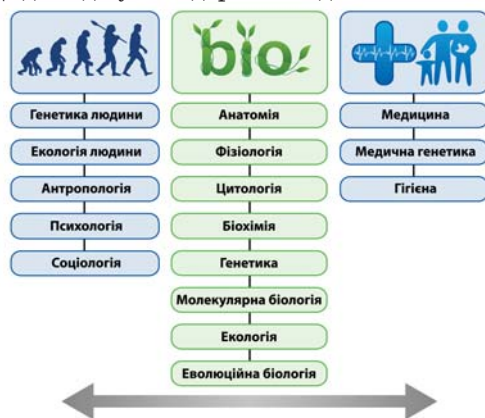 bio
Генетика людини
Екологія людини
Антропологія
Психологія
Соціологія
Анатомія
Фізіологія
Цитологія
Біохімія
Генетика
Молекулярна біологія
Екологія
Еволюційна біологія
Медицина
Медична генетика
Гігієна